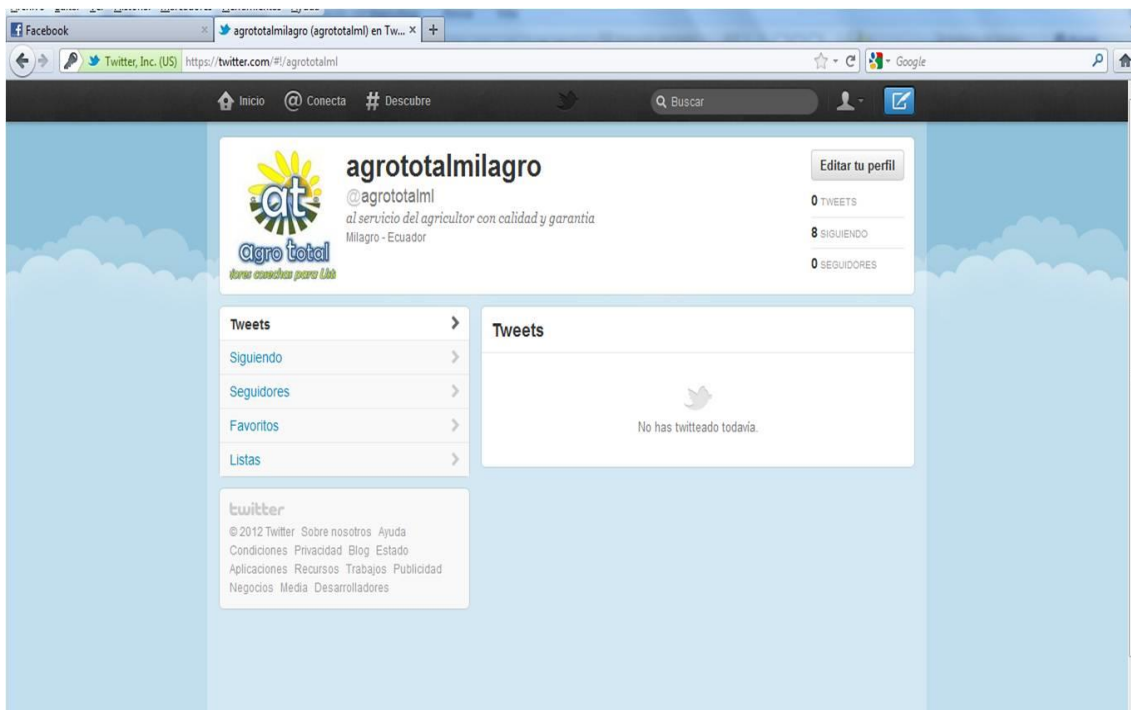 Facebook
agrototalmilagro (agrototalml) en Tw...
Twitter, Inc. (US) https://twitter.com/#!/agrototalml
Google
Inicio
Conecta
Descubre
Buscar
at
agro total
agrototalmilagro
@agrototalml
al servicio del agricultor con calidad y garantia
Milagro - Ecuador
Editar tu perfil
0 TWEETS
8 SIGUIENDO
0 SEGUIDORES
Tweets
Siguiendo
Seguidores
Favoritos
Listas
Tweets
No has twitteado todavía.
twitter
© 2012 Twitter Sobre nosotros Ayuda
Condiciones Privacidad Blog Estado
Aplicaciones Recursos Trabajos Publicidad
Negocios Media Desarrolladores